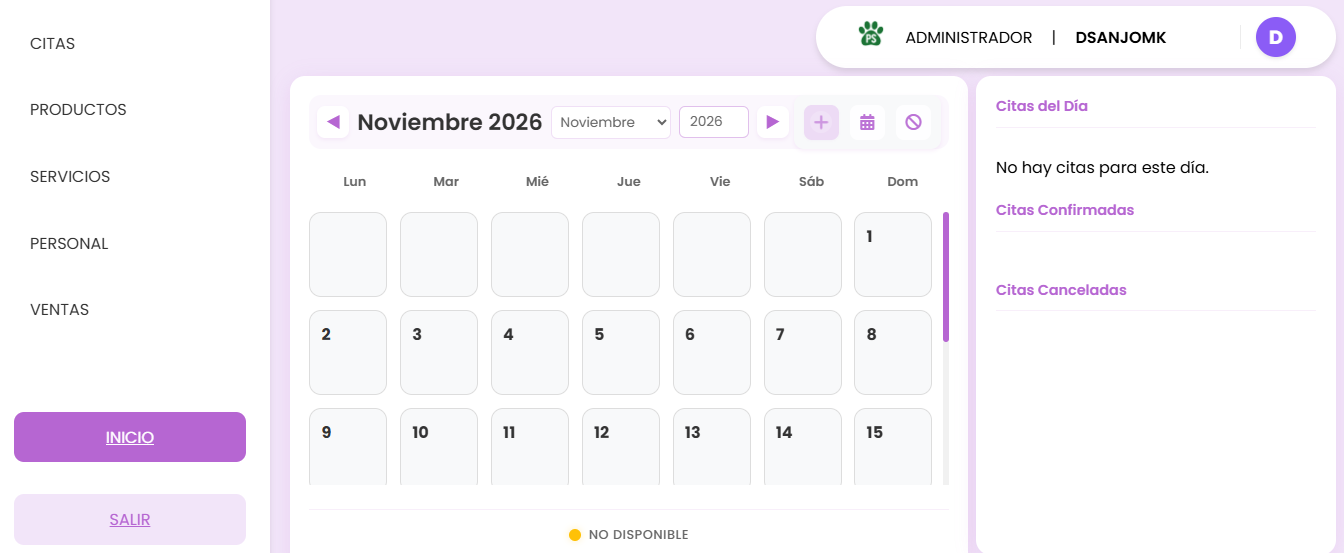 CITAS
PRODUCTOS
SERVICIOS
PERSONAL
VENTAS
INICIO
SALIR
PS
ADMINISTRADOR | DSANJOMK
D
Noviembre 2026 Noviembre 2026
Lun Mar Mié Jue Vie Sáb Dom
1
2 3 4 5 6 7 8
9 10 11 12 13 14 15
NO DISPONIBLE
Citas del Día
No hay citas para este día.
Citas Confirmadas
Citas Canceladas